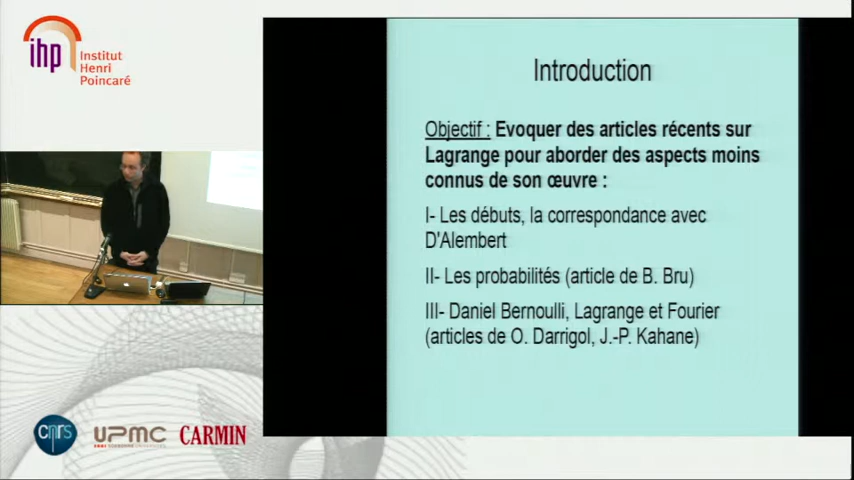 ihp
Institut
Henri
Poincaré
Introduction
Objectif : Evoquer des articles récents sur
Lagrange pour aborder des aspects moins
connus de son œuvre :
I- Les débuts, la correspondance avec
D'Alembert
II- Les probabilités (article de B. Bru)
III- Daniel Bernoulli, Lagrange et Fourier
(articles de O. Darrigol, J.-P. Kahane)
cnrs
UPMC
CARMIN